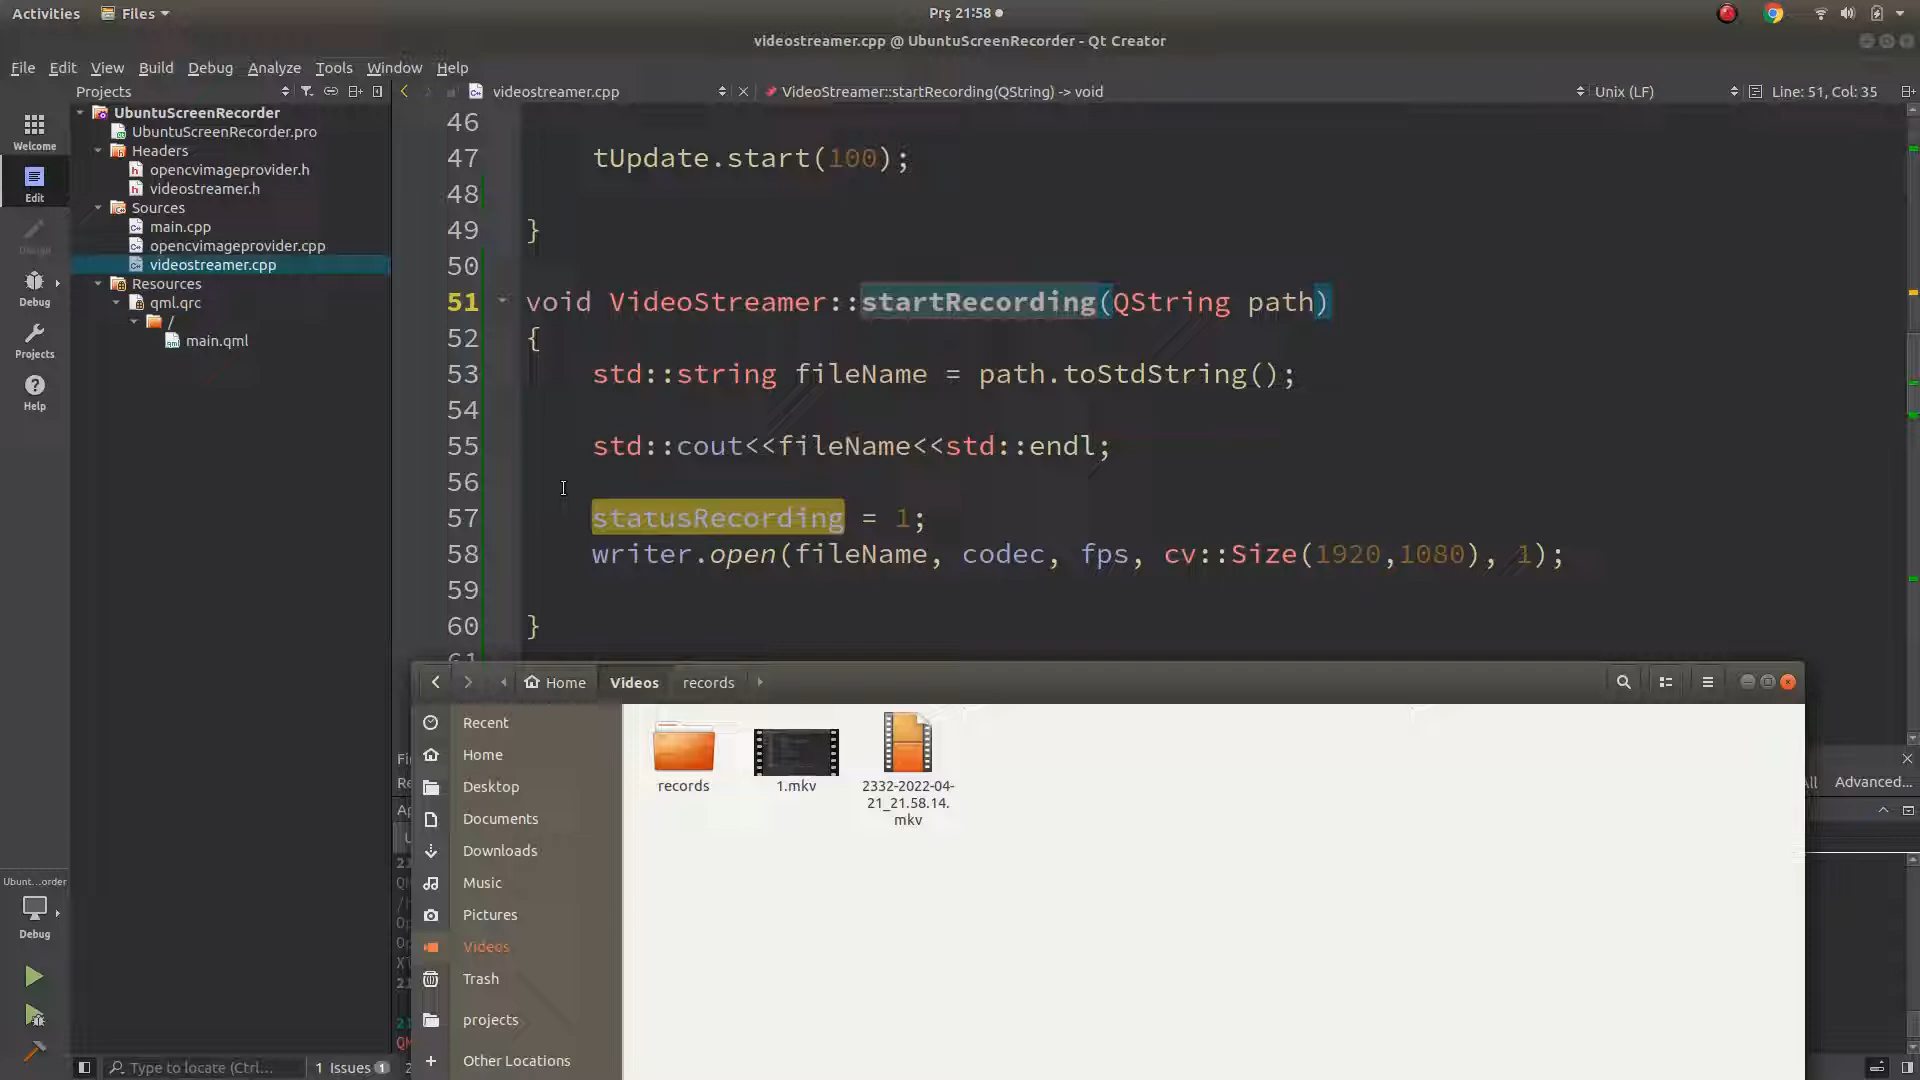 Activities
Files
Prş 21:58
videostreamer.cpp @ UbuntuScreenRecorder - Qt Creator
File Edit View Build Debug Analyze Tools Window Help
Projects
videostreamer.cpp
VideoStreamer::startRecording(QString) -> void
Unix (LF)
Line: 51, Col: 35
Welcome
Edit
Design
Debug
Projects
Help
UbuntuScreenRecorder
UbuntuScreenRecorder.pro
Headers
opencvimageprovider.h
videostreamer.h
Sources
main.cpp
opencvimageprovider.cpp
videostreamer.cpp
Resources
qml.qrc
/
main.qml
46
47 tUpdate.start(100);
48
49 }
50
51 void VideoStreamer::startRecording(QString path)
52 {
53 std::string fileName = path.toStdString();
54
55 std::cout<<fileName<<std::endl;
56
57 statusRecording = 1;
58 writer.open(fileName, codec, fps, cv::Size(1920,1080), 1);
59
60 }
61
Home
Videos
records
Recent
Home
Desktop
Documents
Downloads
Music
Pictures
Videos
Trash
projects
Other Locations
records
1.mkv
2332-2022-04-
21_21.58.14.
mkv
Advanced...
Ubunt...order
Debug
Type to locate (Ctrl...
1 Issues 1